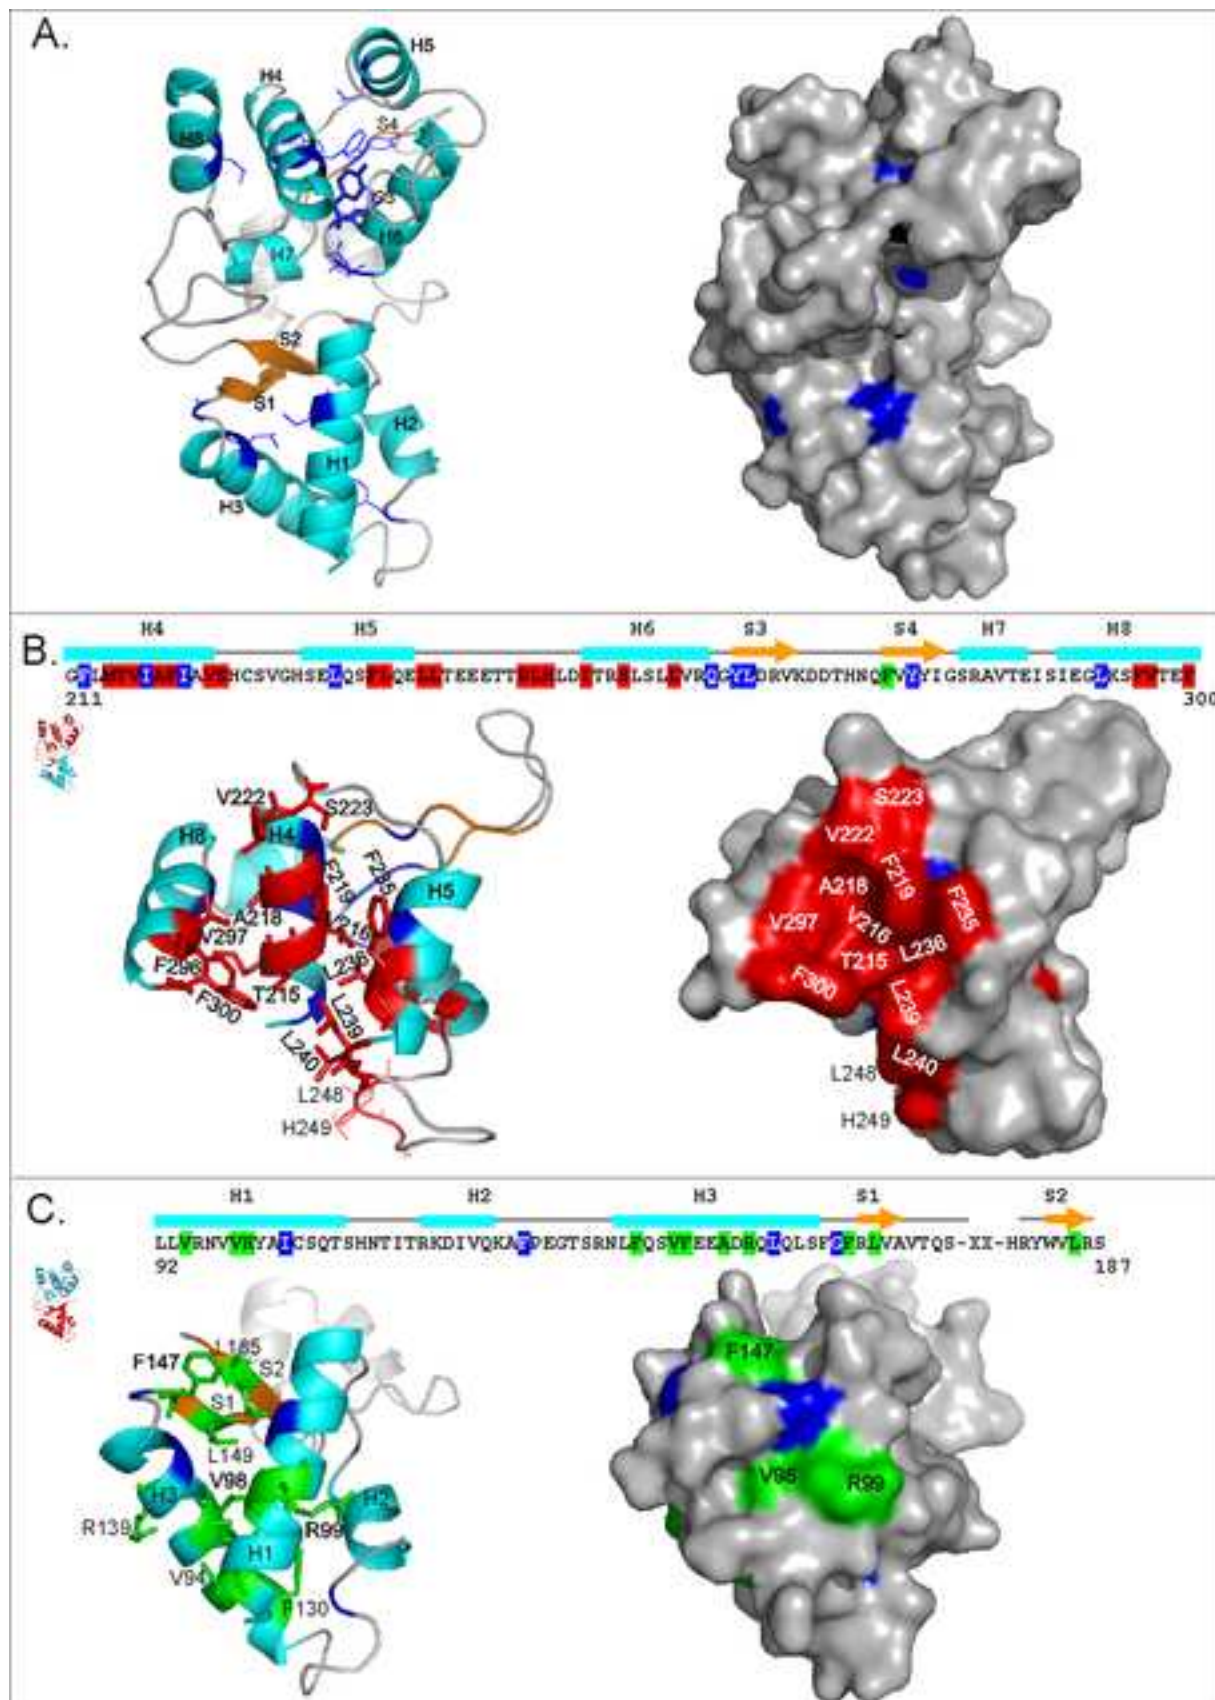 A.
H5
H4
S4
H8
S3
H6
H7
S2
S1
H2
H1
H3
B.
H4 H5 H6 S3 S4 H7 H8
211
300
V222
S223
H8
H4
F219
F235
H5
A218
V216
V297
L236
F296
T215
F300
L239
L240
L248
H249
S223
V222
F219
A218
F235
V297
V216
L236
T215
F300
L239
L240
L248
H249
C.
H1 H2 H3 S1 S2
92
187
L185
F147
S2
S1
L149
V98
H3
H2
R139
R99
H1
V94
F130
F147
V98
R99